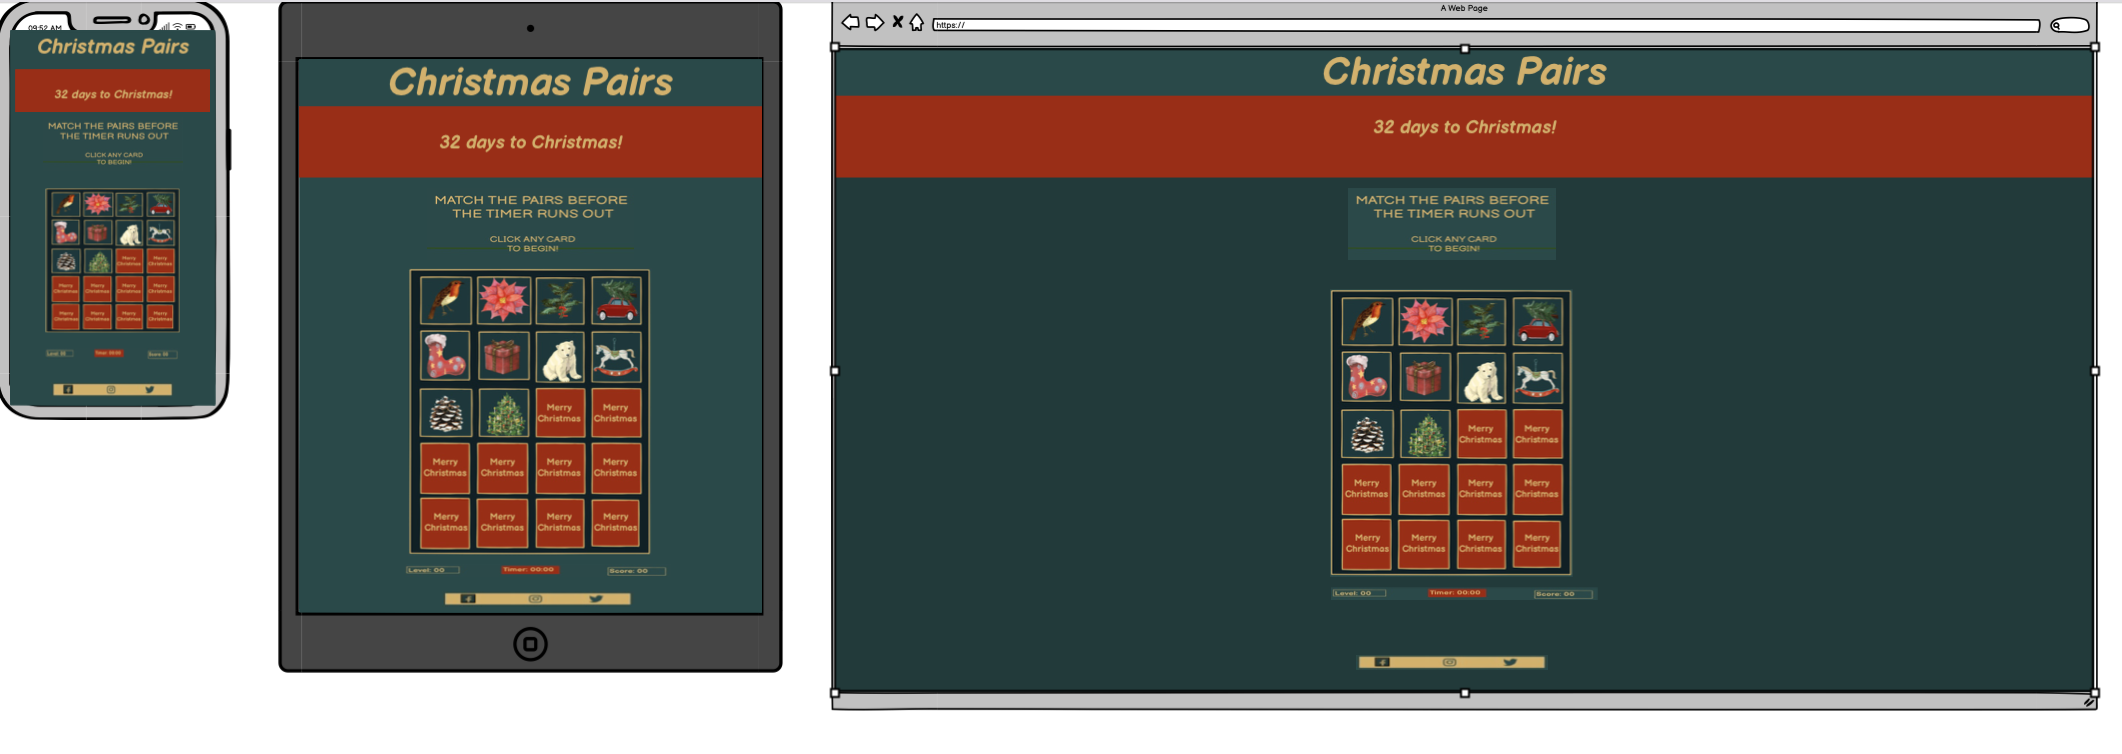 09:52 AM
Christmas Pairs
32 days to Christmas!
MATCH THE PAIRS BEFORE
THE TIMER RUNS OUT
CLICK ANY CARD
TO BEGIN!
Merry Christmas Merry Christmas
Merry Christmas Merry Christmas Merry Christmas Merry Christmas
Merry Christmas Merry Christmas Merry Christmas Merry Christmas
Level: 00 Timer: 00:00 Score: 00
Christmas Pairs
32 days to Christmas!
MATCH THE PAIRS BEFORE
THE TIMER RUNS OUT
CLICK ANY CARD
TO BEGIN!
Merry Christmas Merry Christmas
Merry Christmas Merry Christmas Merry Christmas Merry Christmas
Merry Christmas Merry Christmas Merry Christmas Merry Christmas
Level: 00 Timer: 00:00 Score: 00
A Web Page
https://
Christmas Pairs
32 days to Christmas!
MATCH THE PAIRS BEFORE
THE TIMER RUNS OUT
CLICK ANY CARD
TO BEGIN!
Merry Christmas Merry Christmas
Merry Christmas Merry Christmas Merry Christmas Merry Christmas
Merry Christmas Merry Christmas Merry Christmas Merry Christmas
Level: 00 Timer: 00:00 Score: 00